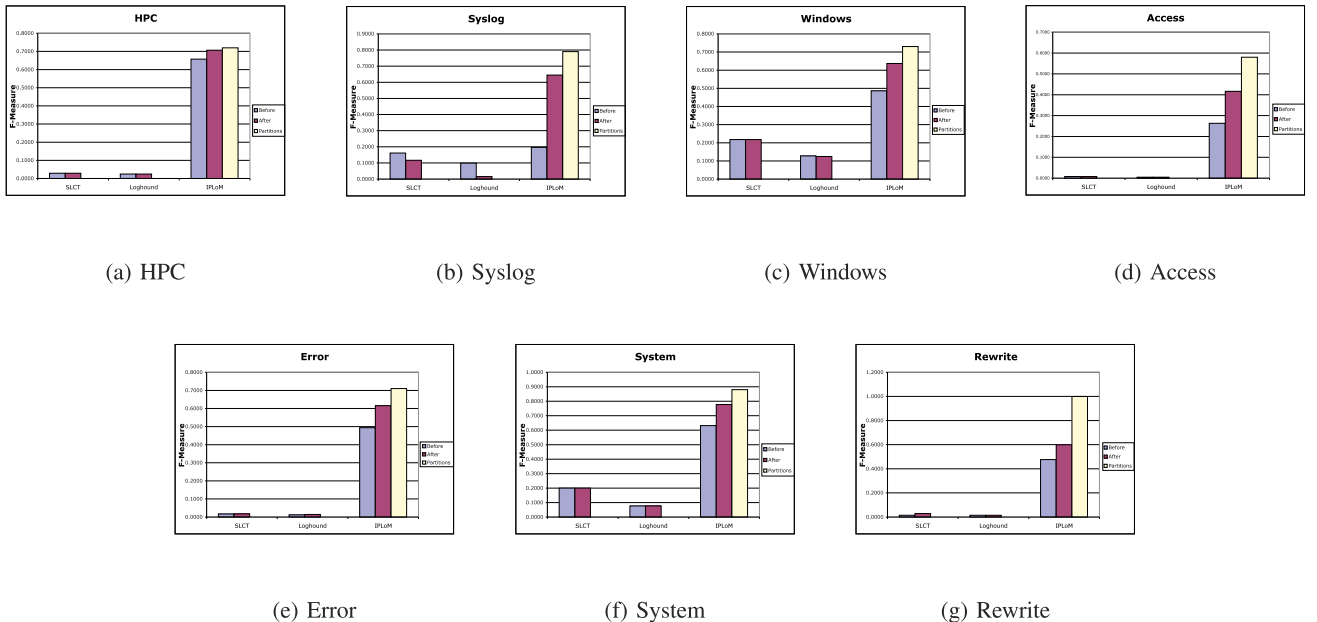 HPC
0.8000
0.7000
0.6000
0.5000
0.4000
0.3000
0.2000
0.1000
0.0000
F-Measure
SLCT
Loghound
IPLoM
Before
After
Partitions
(a) HPC
Syslog
0.9000
0.8000
0.7000
0.6000
0.5000
0.4000
0.3000
0.2000
0.1000
0.0000
F-Measure
SLCT
Loghound
IPLoM
Before
After
Partitions
(b) Syslog
Windows
0.8000
0.7000
0.6000
0.5000
0.4000
0.3000
0.2000
0.1000
0.0000
F-Measure
SLCT
Loghound
IPLoM
Before
After
Partitions
(c) Windows
Access
0.7000
0.6000
0.5000
0.4000
0.3000
0.2000
0.1000
0.0000
F-Measure
SLCT
Loghound
IPLoM
Before
After
Partitions
(d) Access
Error
0.8000
0.7000
0.6000
0.5000
0.4000
0.3000
0.2000
0.1000
0.0000
F-Measure
SLCT
Loghound
IPLoM
Before
After
Partitions
(e) Error
System
1.0000
0.9000
0.8000
0.7000
0.6000
0.5000
0.4000
0.3000
0.2000
0.1000
0.0000
F-Measure
SLCT
Loghound
IPLoM
Before
After
Partitions
(f) System
Rewrite
1.2000
1.0000
0.8000
0.6000
0.4000
0.2000
0.0000
F-Measure
SLCT
Loghound
IPLoM
Before
After
Partitions
(g) Rewrite